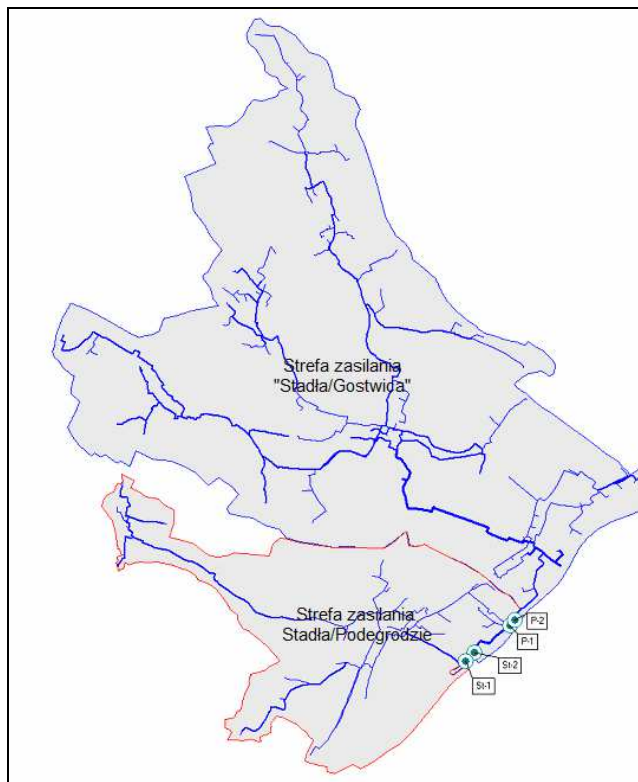 Strefa zasilania
"Stadła/Gostwica"
Strefa zasilania
Stadła/Podegrodzie
P-2
P-1
St-2
St-1